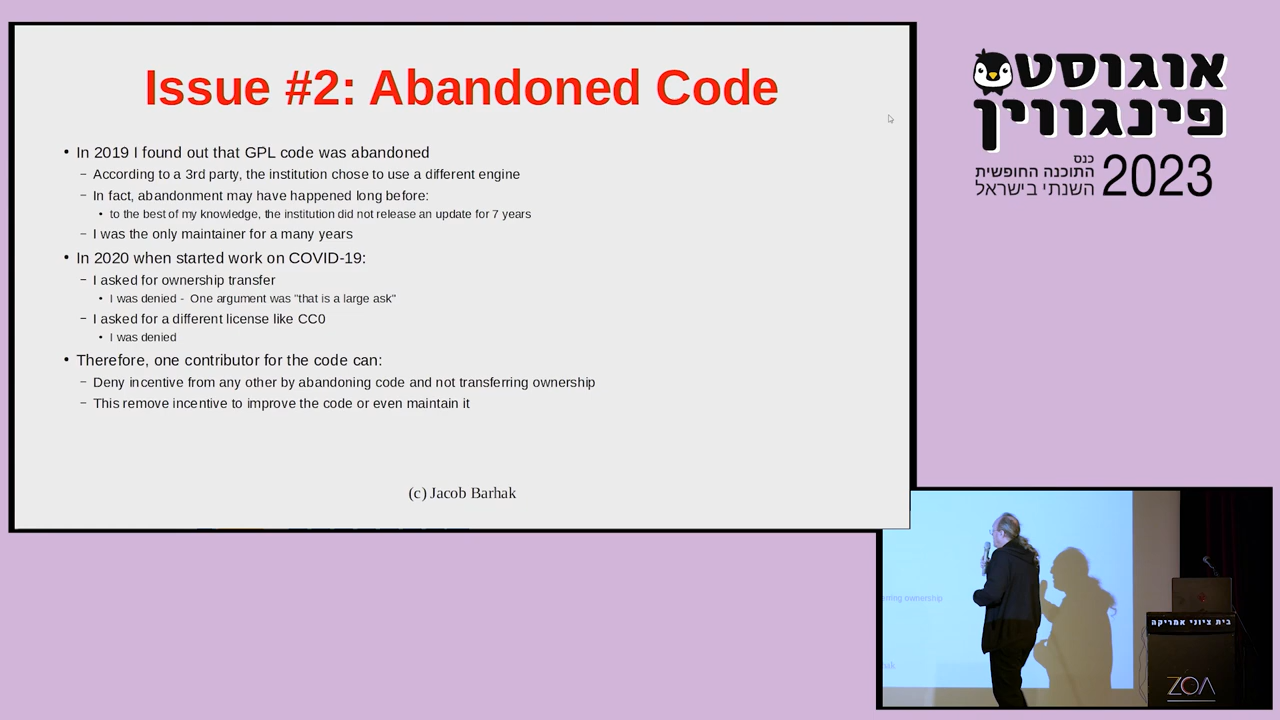 Issue #2: Abandoned Code
• In 2019 I found out that GPL code was abandoned
– According to a 3rd party, the institution chose to use a different engine
– In fact, abandonment may have happened long before:
• to the best of my knowledge, the institution did not release an update for 7 years
– I was the only maintainer for a many years
• In 2020 when started work on COVID-19:
– I asked for ownership transfer
• I was denied - One argument was "that is a large ask"
– I asked for a different license like CC0
• I was denied
• Therefore, one contributor for the code can:
– Deny incentive from any other by abandoning code and not transferring ownership
– This remove incentive to improve the code or even maintain it
(c) Jacob Barhak
אוגוסט
פינגווין
כנס
התוכנה החופשית
השנתי בישראל
2023
ownership
בית ציוני אמריקה
ZOA